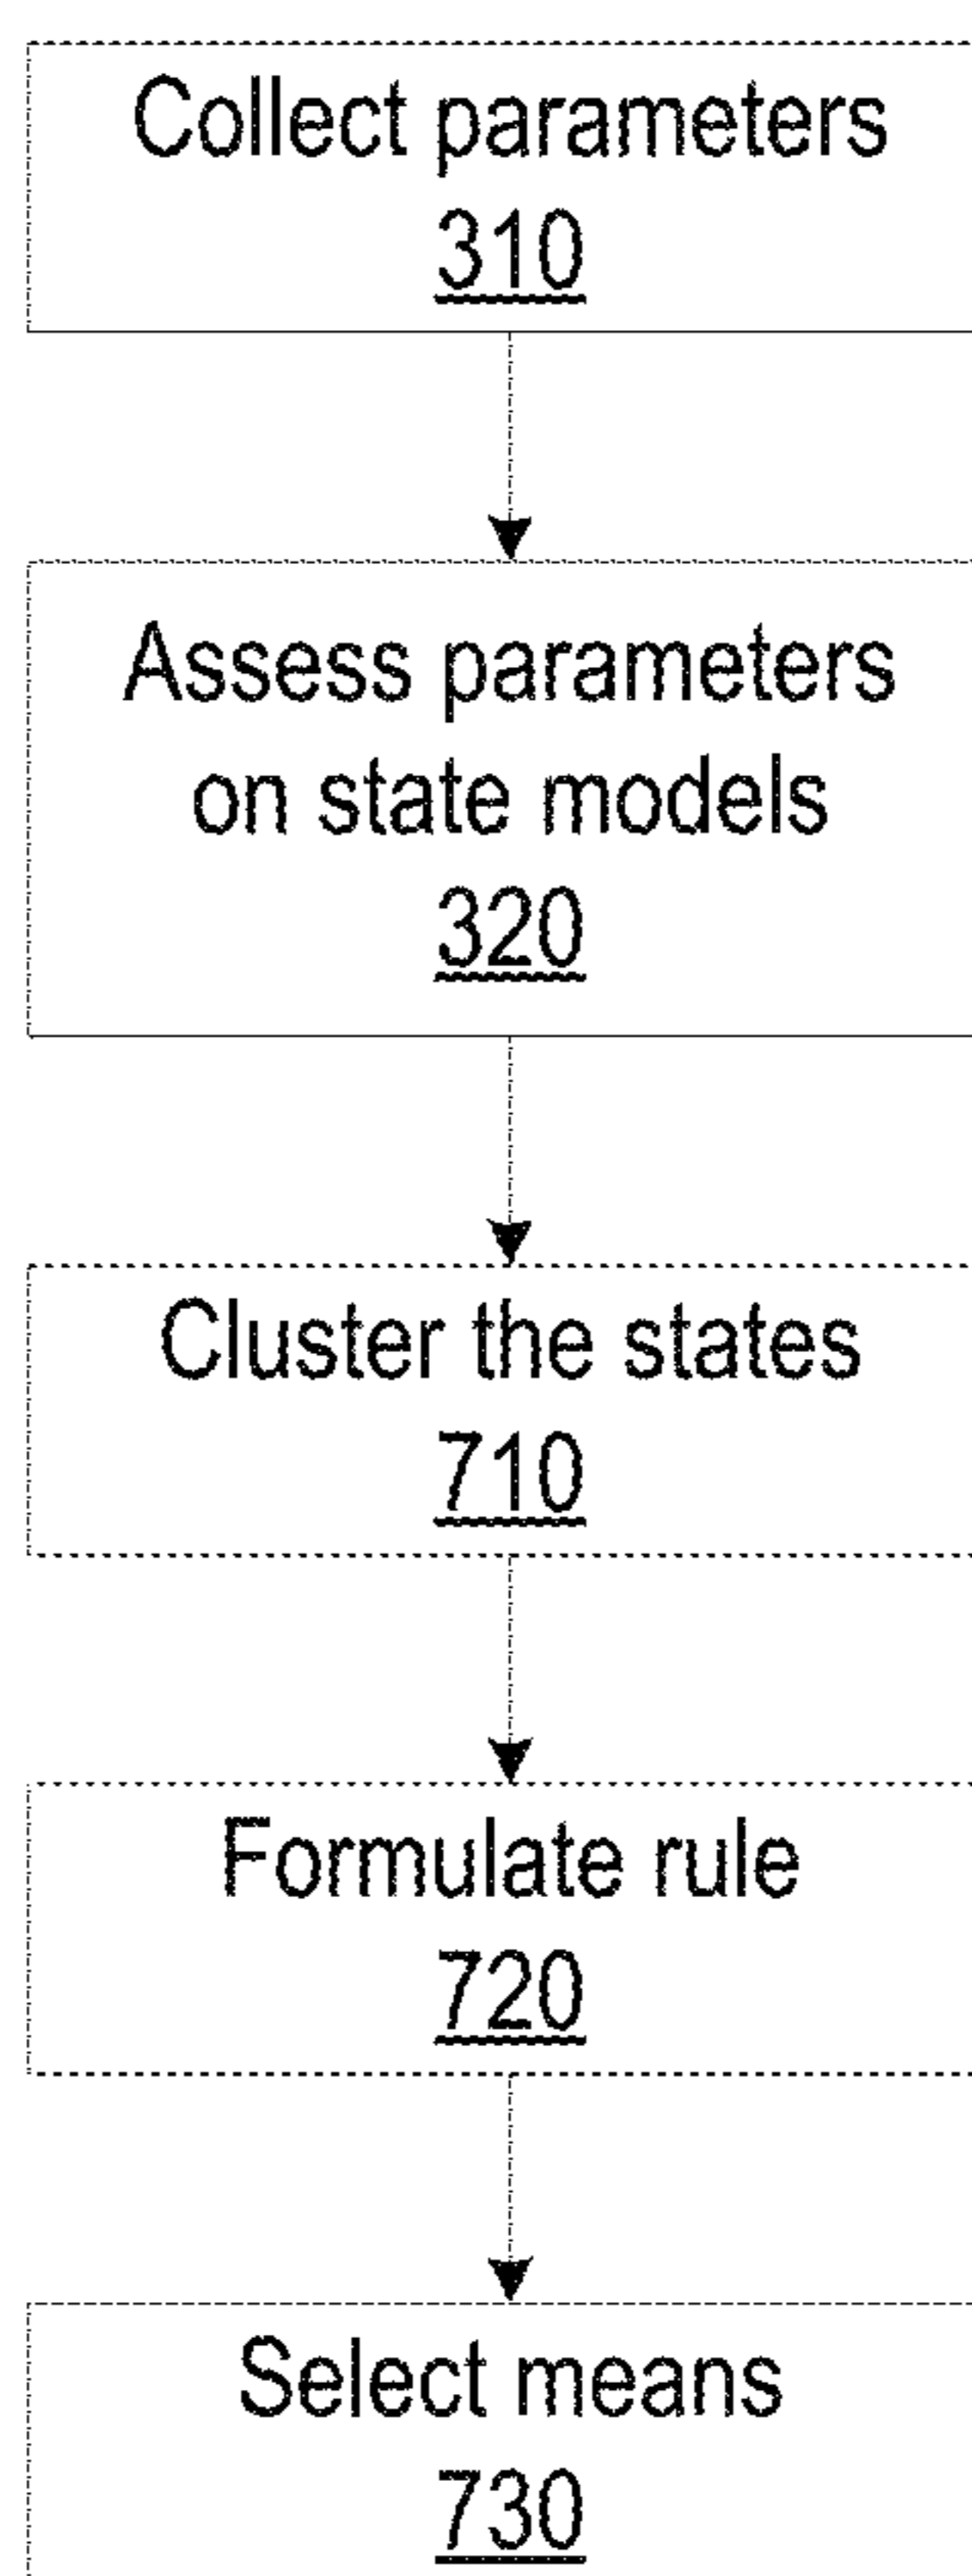 Collect parameters
310
Assess parameters
on state models
320
Cluster the states
710
Formulate rule
720
Select means
730